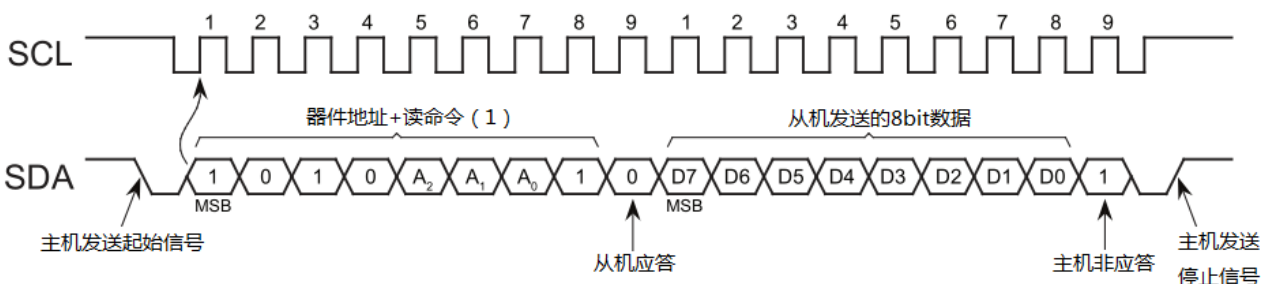 1 2 3 4 5 6 7 8 9 1 2 3 4 5 6 7 8 9
SCL
器件地址+读命令（1） 从机发送的8bit数据
SDA 1 0 1 0 A2 A1 A0 1 0 D7 D6 D5 D4 D3 D2 D1 D0 1
MSB MSB
主机发送起始信号 从机应答 主机非应答 主机发送
停止信号